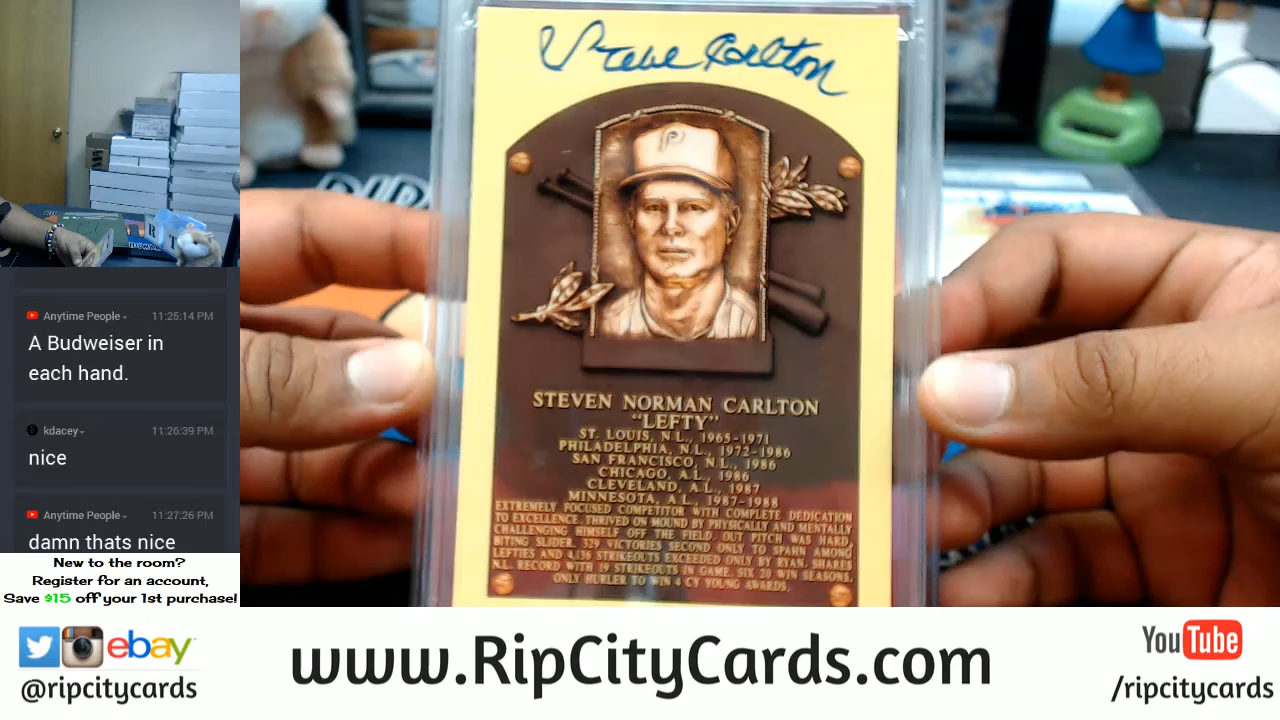 Steve Carlton
STEVEN NORMAN CARLTON
"LEFTY"
ST. LOUIS, N.L., 1965-1971
PHILADELPHIA, N.L., 1972-1986
SAN FRANCISCO, N.L., 1986
CHICAGO, A.L., 1986
CLEVELAND, A.L., 1987
MINNESOTA, A.L., 1987-1988
EXTREMELY FOCUSED COMPETITOR WITH COMPLETE DEDICATION
TO EXCELLENCE. THRIVED ON MOUND BY PHYSICALLY AND MENTALLY
CHALLENGING HIMSELF OFF THE FIELD. OUT PITCH WAS HARD,
BITING SLIDER. 329 VICTORIES SECOND ONLY TO SPAHN AMONG
LEFTIES AND 4,136 STRIKEOUTS EXCEEDED ONLY BY RYAN. SHARES
N.L. RECORD WITH 19 STRIKEOUTS IN GAME. SIX 20 WIN SEASONS.
ONLY HURLER TO WIN 4 CY YOUNG AWARDS.
Anytime People 11:25:14 PM
A Budweiser in
each hand.
kdacey 11:26:39 PM
nice
Anytime People 11:27:26 PM
damn thats nice
New to the room?
Register for an account,
Save $15 off your 1st purchase!
ebay
@ripcitycards
www.RipCityCards.com
YouTube
/ripcitycards